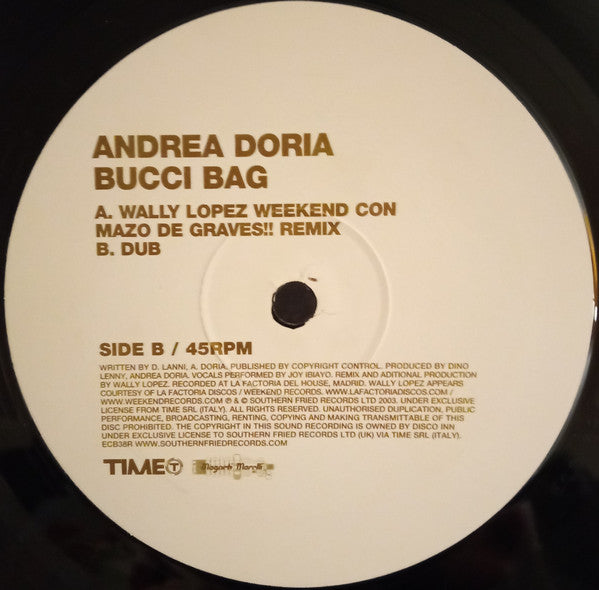 ANDREA DORIA
BUCCI BAG
A. WALLY LOPEZ WEEKEND CON
MAZO DE GRAVES!! REMIX
B. DUB
SIDE B / 45RPM
WRITTEN BY D. LANNI, A. DORIA, PUBLISHED BY COPYRIGHT CONTROL. PRODUCED BY DINO
LENNY, ANDREA DORIA. VOCALS PERFORMED BY JOY IBIAYO. REMIX AND ADITIONAL PRODUCTION
BY WALLY LOPEZ. RECORDED AT LA FACTORIA DEL HOUSE, MADRID. WALLY LOPEZ APPEARS
COURTESY OF LA FACTORIA DISCOS / WEEKEND RECORDS. WWW.LAFACTORIADISCOS.COM /
WWW.WEEKENDRECORDS.COM ℗ & © SOUTHERN FRIED RECORDS LTD 2003. UNDER EXCLUSIVE
LICENSE FROM TIME SRL (ITALY). ALL RIGHTS RESERVED. UNAUTHORISED DUPLICATION, PUBLIC
PERFORMANCE, BROADCASTING, RENTING, COPYING AND MAKING TRANSMITTABLE OF THIS
DISC PROHIBITED. THE COPYRIGHT IN THIS SOUND RECORDING IS OWNED BY DISCO INN
UNDER EXCLUSIVE LICENSE TO SOUTHERN FRIED RECORDS LTD (UK) VIA TIME SRL (ITALY).
ECB38R WWW.SOUTHERNFRIEDRECORDS.COM
TIME T